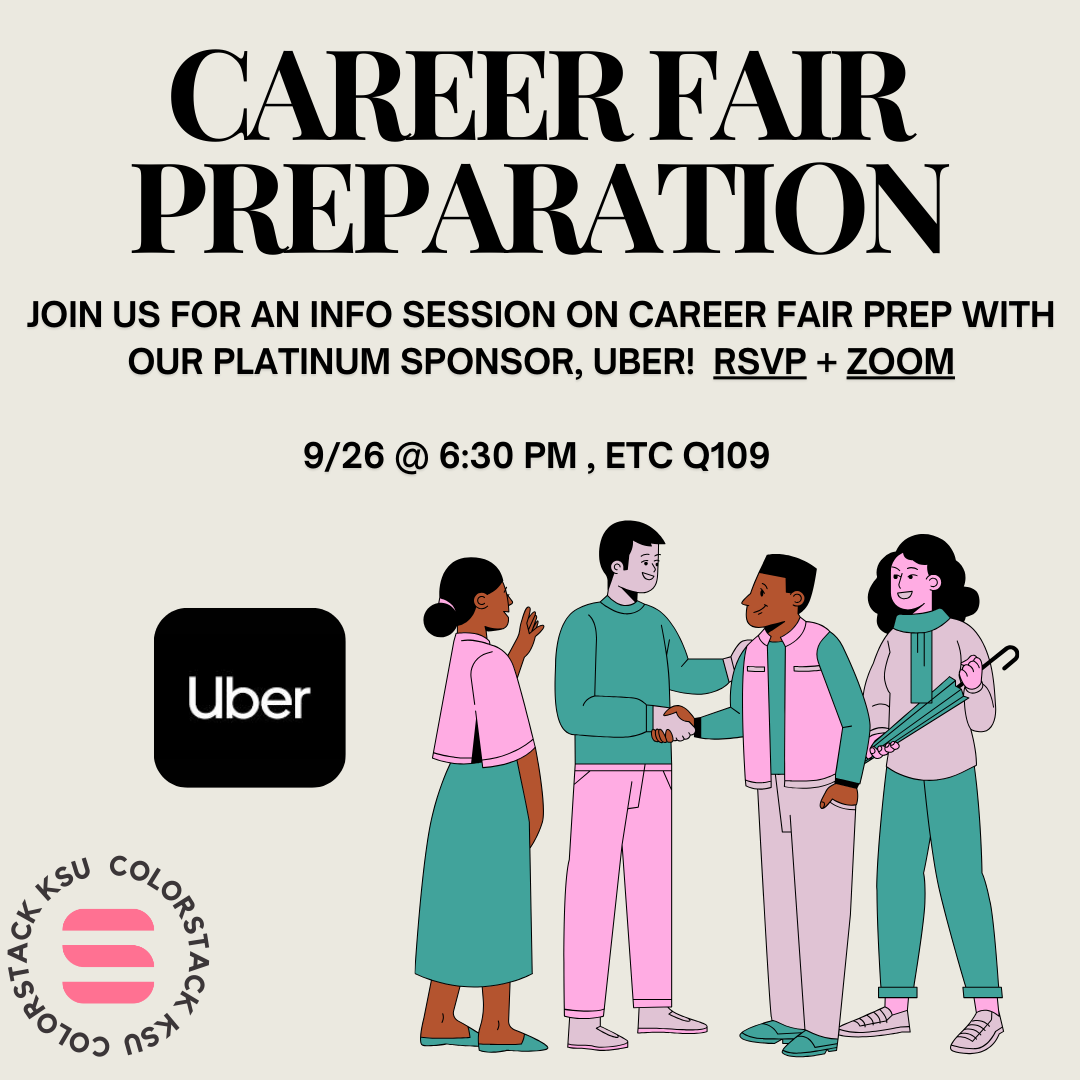 CAREER FAIR
PREPARATION
JOIN US FOR AN INFO SESSION ON CAREER FAIR PREP WITH
OUR PLATINUM SPONSOR, UBER! RSVP + ZOOM
9/26 @ 6:30 PM , ETC Q109
Uber
COLORSTACK KSU COLORSTACK KSU